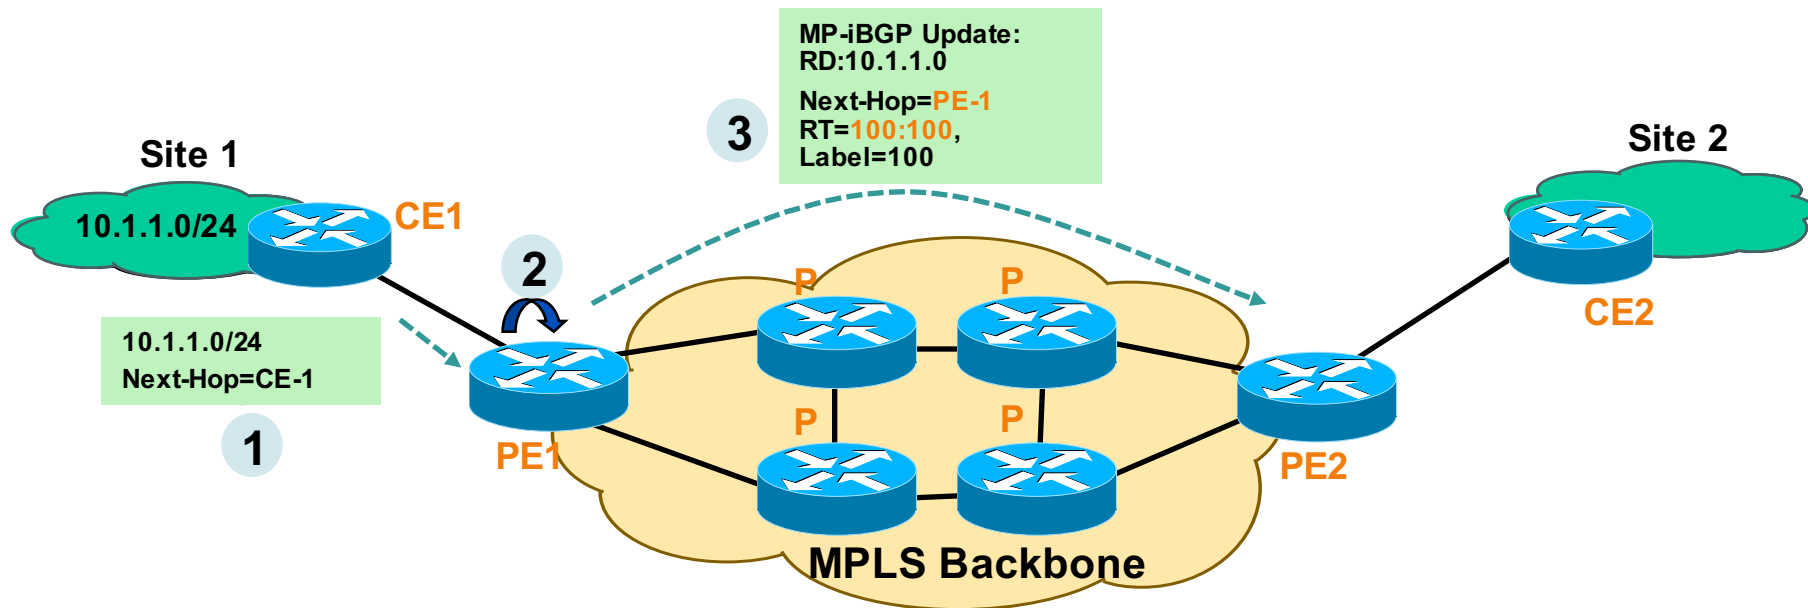 MP-iBGP Update:
RD:10.1.1.0
Next-Hop=PE-1
RT=100:100,
Label=100
3
Site 1
Site 2
10.1.1.0/24
CE1
2
P
P
CE2
10.1.1.0/24
Next-Hop=CE-1
1
PE1
P
P
PE2
MPLS Backbone